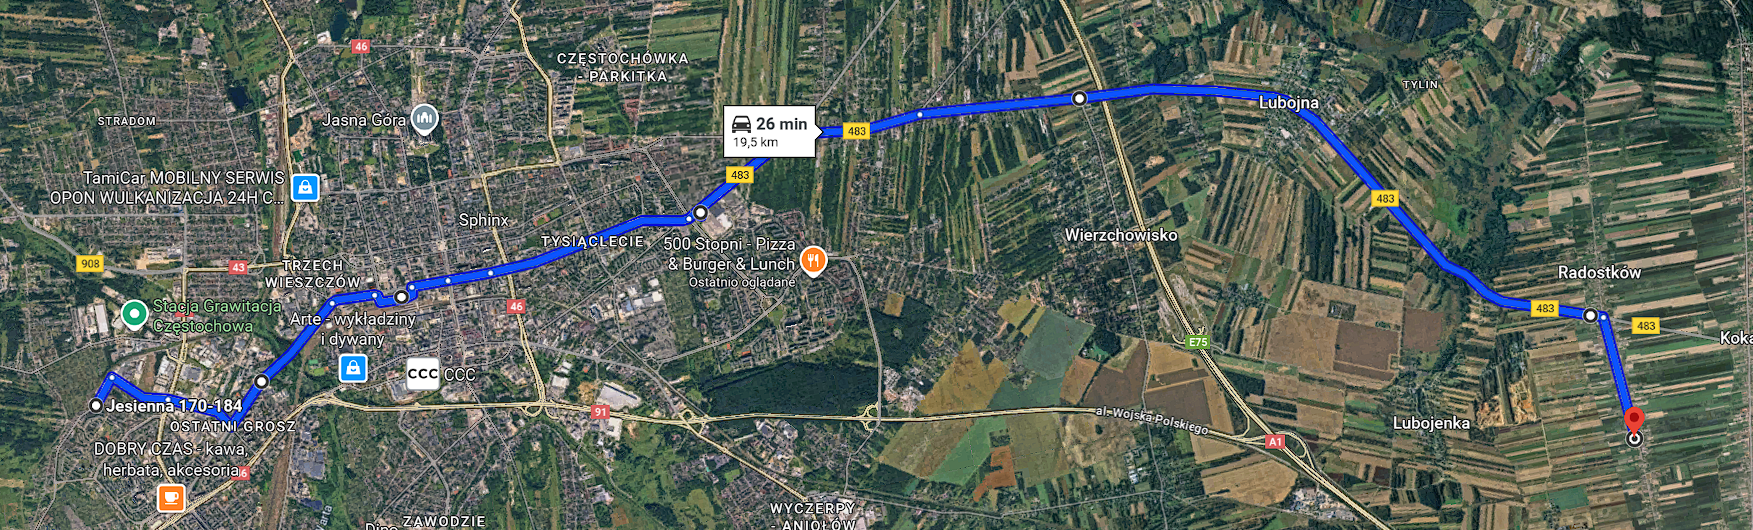 46
CZĘSTOCHÓWKA
- PARKITKA
TYLIN
Lubojna
STRADOM
Jasna Góra
26 min
19,5 km
483
483
TamiCar MOBILNY SERWIS
OPON WULKANIZACJA 24H C...
483
Sphinx
TYSIĄCLECIE
500 Stopni - Pizza
& Burger & Lunch
Ostatnio oglądane
Wierzchowisko
908
43
TRZECH
WIESZCZÓW
Radostków
Stacja Grawitacja
Częstochowa
46
483
483
Arte - wykładziny
i dywany
E75
CCC
CCC
Jesienna 170-184
OSTATNI GROSZ
91
al. Wojska Polskiego
A1
Lubojenka
DOBRY CZAS - kawa,
herbata, akcesoria
WYCZERPY
- ANIOŁÓW
ZAWODZIE